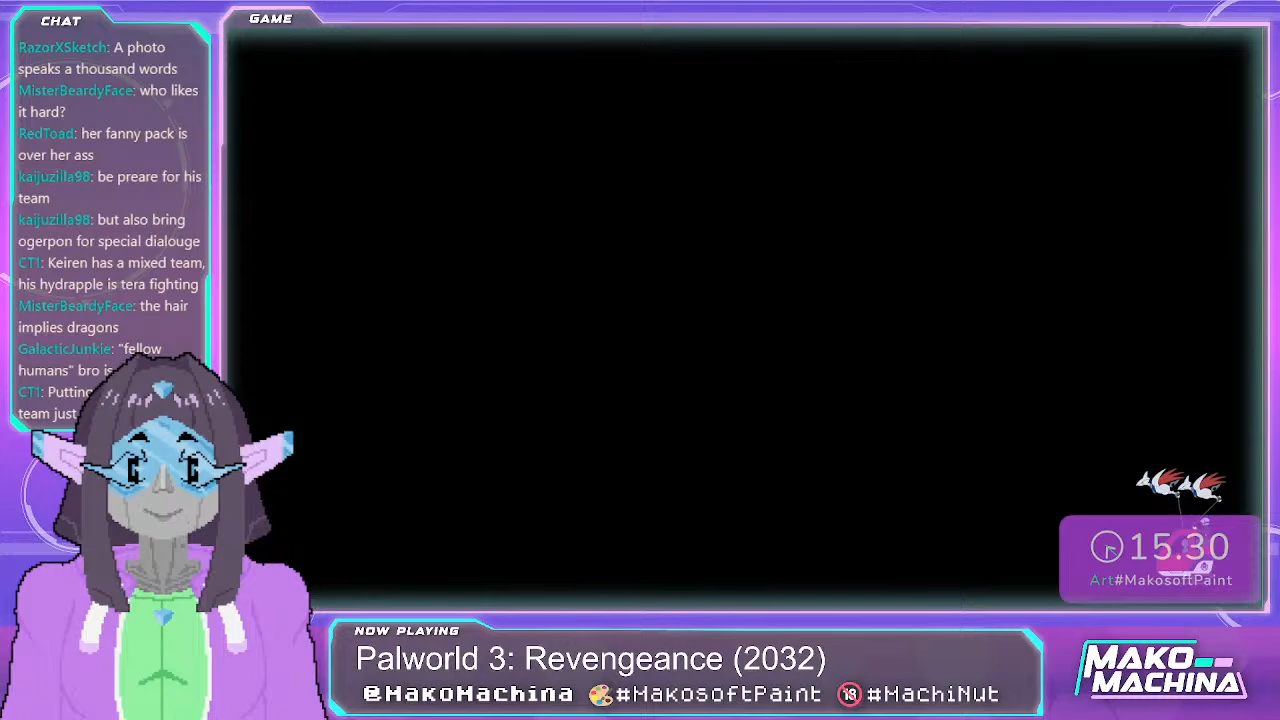 CHAT
GAME
RazorXSketch: A photo
speaks a thousand words
MisterBeardyFace: who likes
it hard?
RedToad: her fanny pack is
over her ass
kaijuzilla98: be preare for his
team
kaijuzilla98: but also bring
ogerpon for special dialouge
CT1: Keiren has a mixed team,
his hydrapple is tera fighting
MisterBeardyFace: the hair
implies dragons
GalacticJunkie: "fellow
humans" bro is
CT1: Putting
team just
15.30
Art#MakosoftPaint
NOW PLAYING
Palworld 3: Revengeance (2032)
@MakoMachina #MakosoftPaint 18 #MachiNut
MAKO
MACHINA